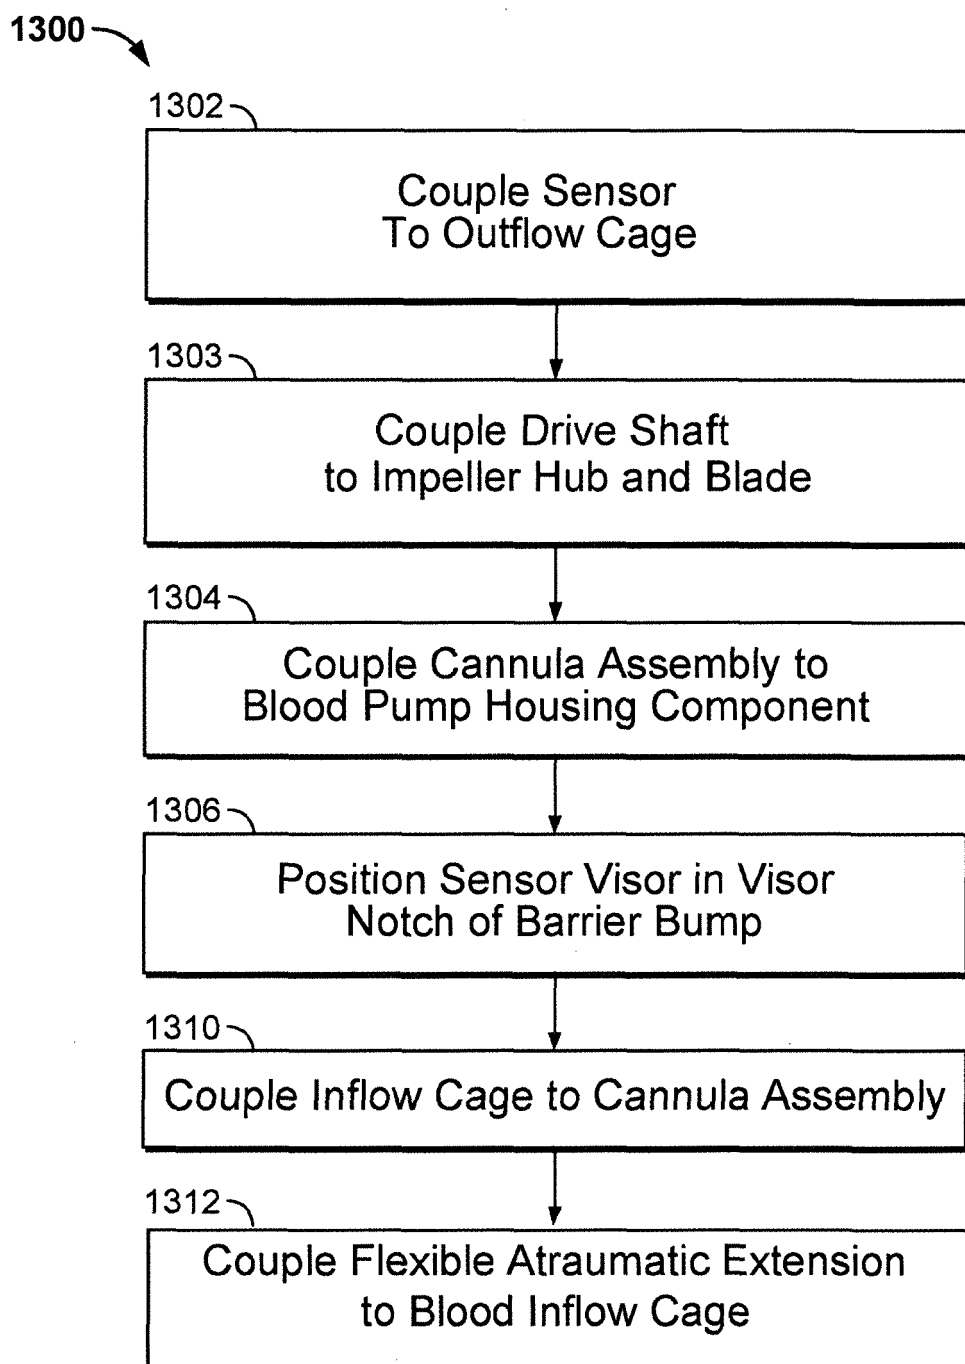 1300
1302
Couple Sensor
To Outflow Cage
1303
Couple Drive Shaft
to Impeller Hub and Blade
1304
Couple Cannula Assembly to
Blood Pump Housing Component
1306
Position Sensor Visor in Visor
Notch of Barrier Bump
1310
Couple Inflow Cage to Cannula Assembly
1312
Couple Flexible Atraumatic Extension
to Blood Inflow Cage